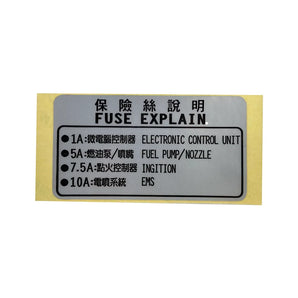 保險絲說明
FUSE EXPLAIN
●1A:微電腦控制器 ELECTRONIC CONTROL UNIT
●5A:燃油泵/噴嘴 FUEL PUMP/NOZZLE
●7.5A:點火控制器 INGITION
●10A:電噴系統 EMS